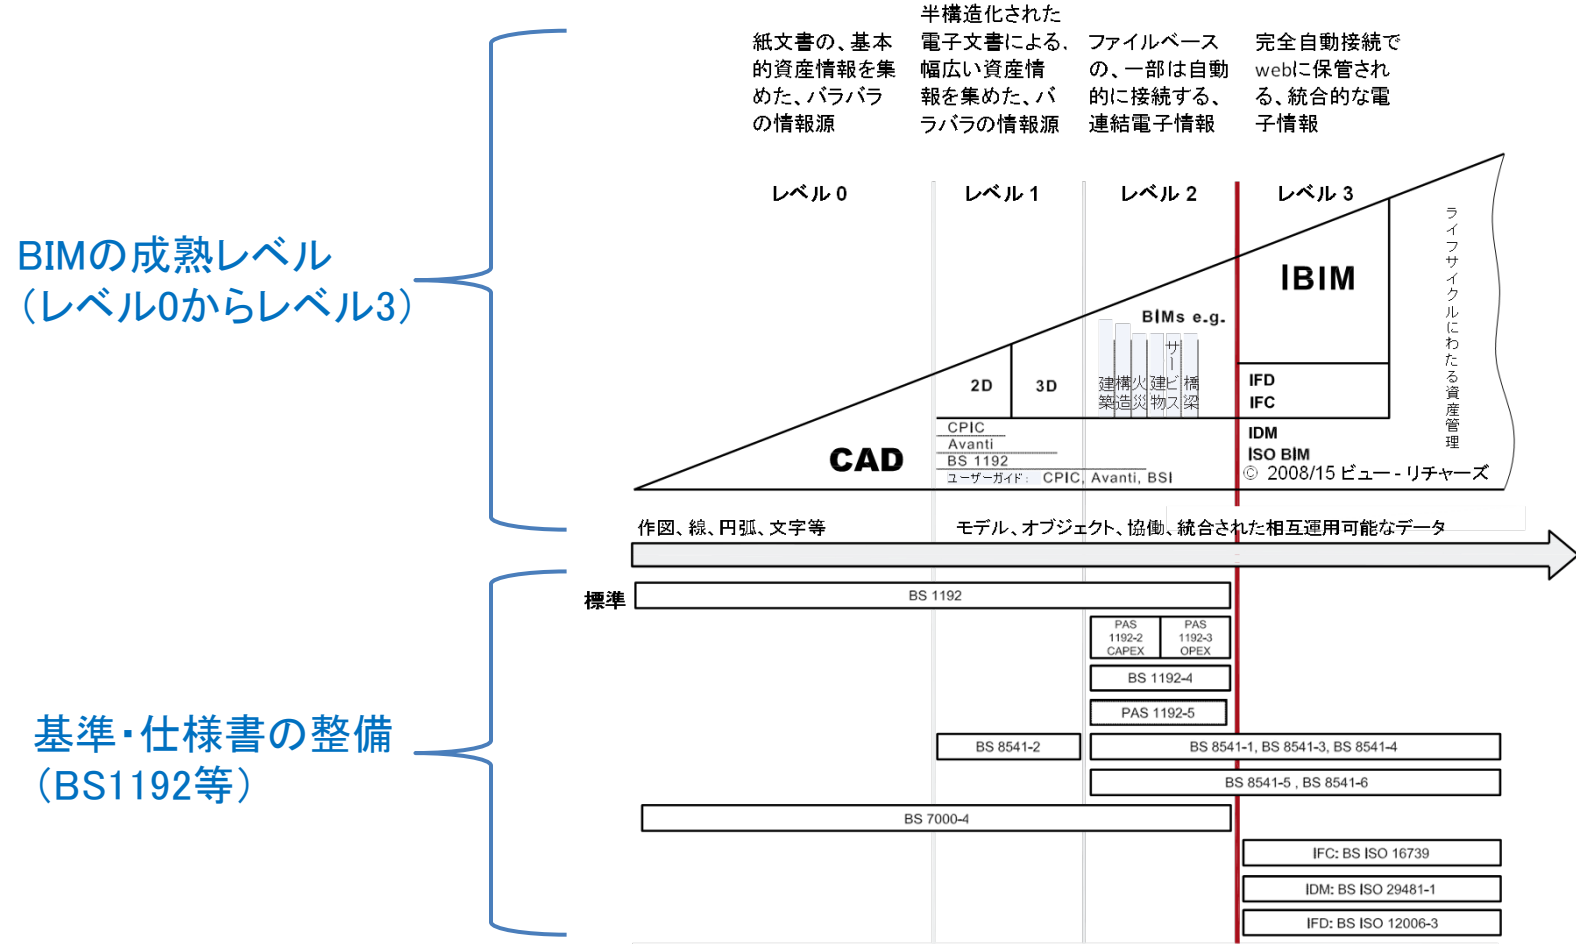 紙文書の、基本
的資産情報を集
めた、バラバラ
の情報源
半構造化された
電子文書による、
幅広い資産情
報を集めた、バ
ラバラの情報源
ファイルベース
の、一部は自動
的に接続する、
連結電子情報
完全自動接続で
webに保管され
る、統合的な電
子情報
レベル 0
レベル 1
レベル 2
レベル 3
BIMの成熟レベル
（レベル0からレベル3）
ライフサイクルにわたる資産管理
IBIM
BIMs e.g.
2D
3D
建築
構造
火災
建物
サービス
橋梁
IFD
IFC
CAD
CPIC
Avanti
BS 1192
ユーザーガイド： CPIC, Avanti, BSI
IDM
ISO BIM
© 2008/15 ビュー - リチャーズ
作図、線、円弧、文字等
モデル、オブジェクト、協働、統合された相互運用可能なデータ
標準
BS 1192
PAS
1192-2
CAPEX
PAS
1192-3
OPEX
BS 1192-4
PAS 1192-5
基準・仕様書の整備
（BS1192等）
BS 8541-2
BS 8541-1, BS 8541-3, BS 8541-4
BS 8541-5 , BS 8541-6
BS 7000-4
IFC: BS ISO 16739
IDM: BS ISO 29481-1
IFD: BS ISO 12006-3